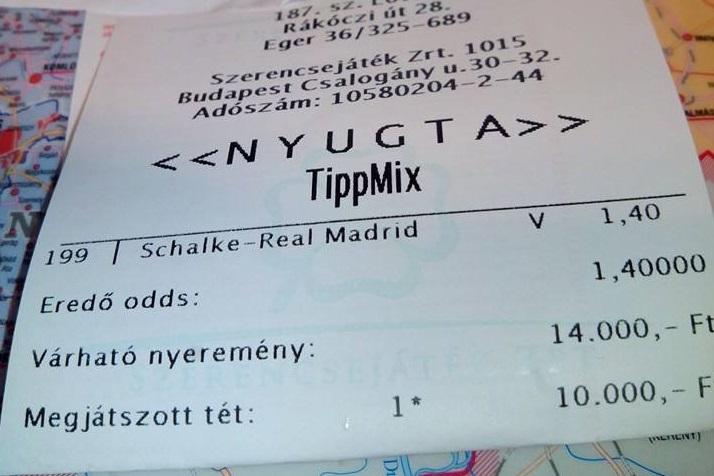 187. sz.
Rákóczi út 28.
Eger 36/325-689
Szerencsejáték Zrt. 1015
Budapest Csalogány u.30-32.
Adószám: 10580204-2-44
<<NYUGTA>>
TippMix
199 | Schalke-Real Madrid V 1,40
Eredő odds: 1,40000
Várható nyeremény: 14.000,- Ft
Megjátszott tét: 1* 10.000,- F
SZERENCSEJÁTÉK ZRT